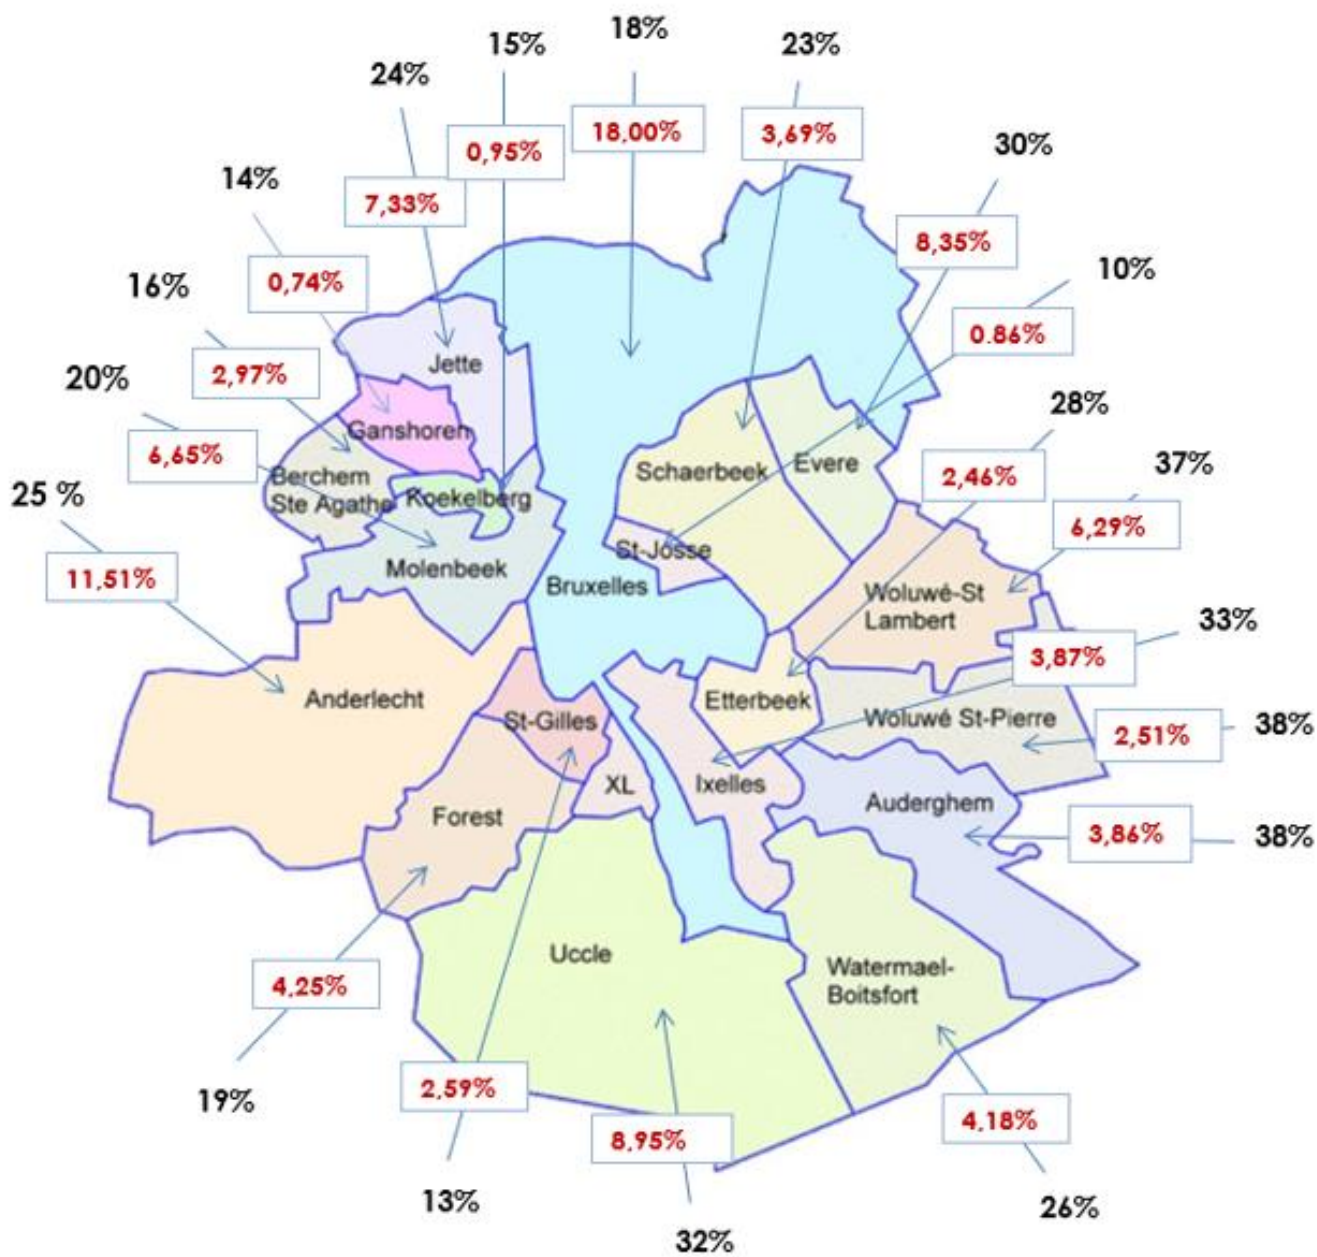 18%
15%
23%
24%
18,00%
3,69%
0,95%
30%
14%
7,33%
8,35%
10%
0,74%
16%
0.86%
Jette
2,97%
20%
28%
Ganshoren
6,65%
Schaerbeek
Evere
37%
Berchem
Ste Agathe
2,46%
25 %
Koekelberg
6,29%
St-Josse
Molenbeek
11,51%
Bruxelles
Woluwé-St
Lambert
33%
3,87%
Anderlecht
Etterbeek
St-Gilles
Woluwé St-Pierre
38%
2,51%
XL
Ixelles
Auderghem
Forest
3,86%
38%
Uccle
Watermael-
Boitsfort
4,25%
2,59%
19%
4,18%
8,95%
13%
26%
32%